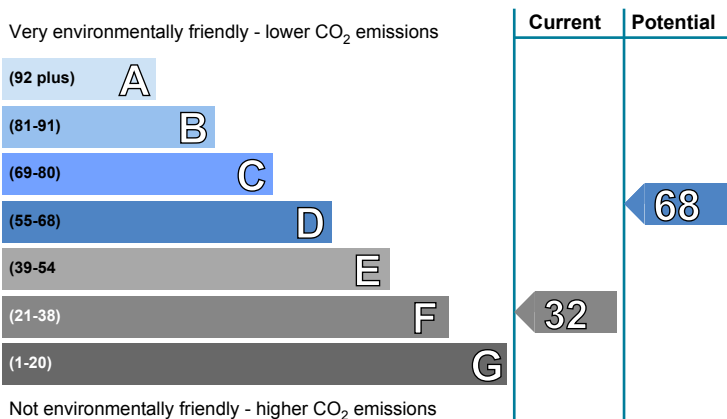 Current Potential
Very environmentally friendly - lower CO2 emissions
(92 plus) A
(81-91) B
(69-80) C
(55-68) D
68
(39-54 E
(21-38) F
32
(1-20) G
Not environmentally friendly - higher CO2 emissions